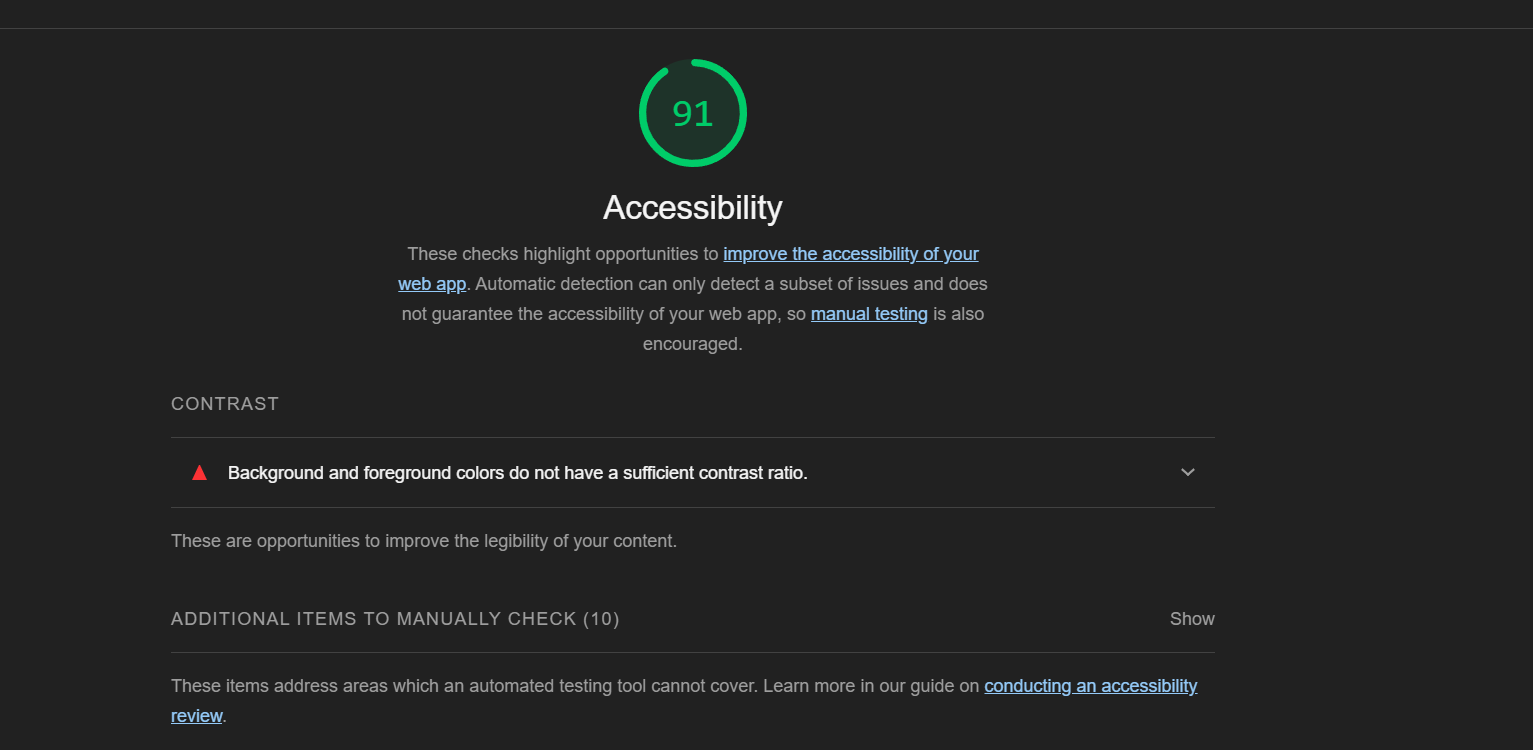 91
Accessibility
These checks highlight opportunities to improve the accessibility of your
web app. Automatic detection can only detect a subset of issues and does
not guarantee the accessibility of your web app, so manual testing is also
encouraged.
CONTRAST
Background and foreground colors do not have a sufficient contrast ratio.
These are opportunities to improve the legibility of your content.
ADDITIONAL ITEMS TO MANUALLY CHECK (10) Show
These items address areas which an automated testing tool cannot cover. Learn more in our guide on conducting an accessibility
review.